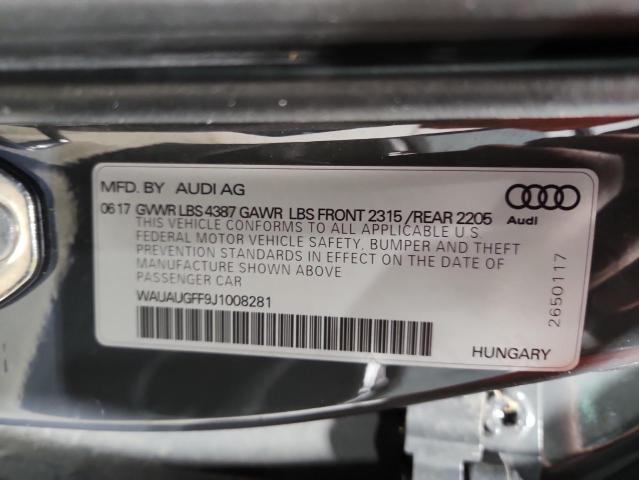 MFD. BY AUDI AG
06 17 GVWR LBS 4387 GAWR LBS FRONT 2315 /REAR 2205
THIS VEHICLE CONFORMS TO ALL APPLICABLE U.S.
FEDERAL MOTOR VEHICLE SAFETY, BUMPER AND THEFT
PREVENTION STANDARDS IN EFFECT ON THE DATE OF
MANUFACTURE SHOWN ABOVE
PASSENGER CAR
WAUAUGFF9J1008281
HUNGARY
Audi
2650117